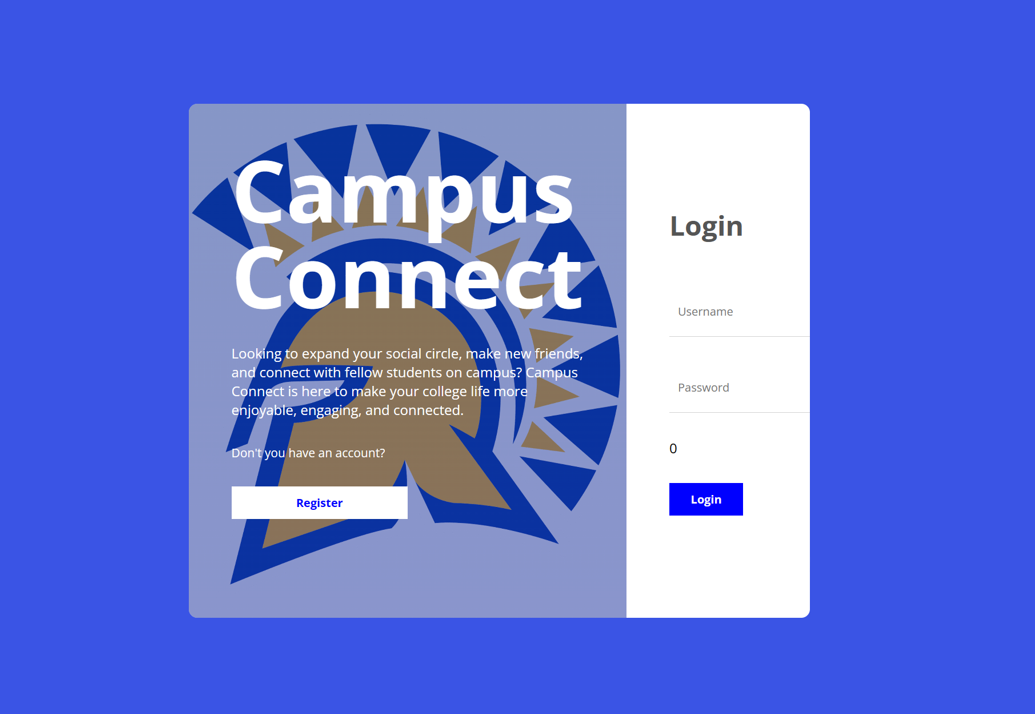 Campus
Connect
Looking to expand your social circle, make new friends,
and connect with fellow students on campus? Campus
Connect is here to make your college life more
enjoyable, engaging, and connected.
Don't you have an account?
Register
Login
Username
Password
0
Login